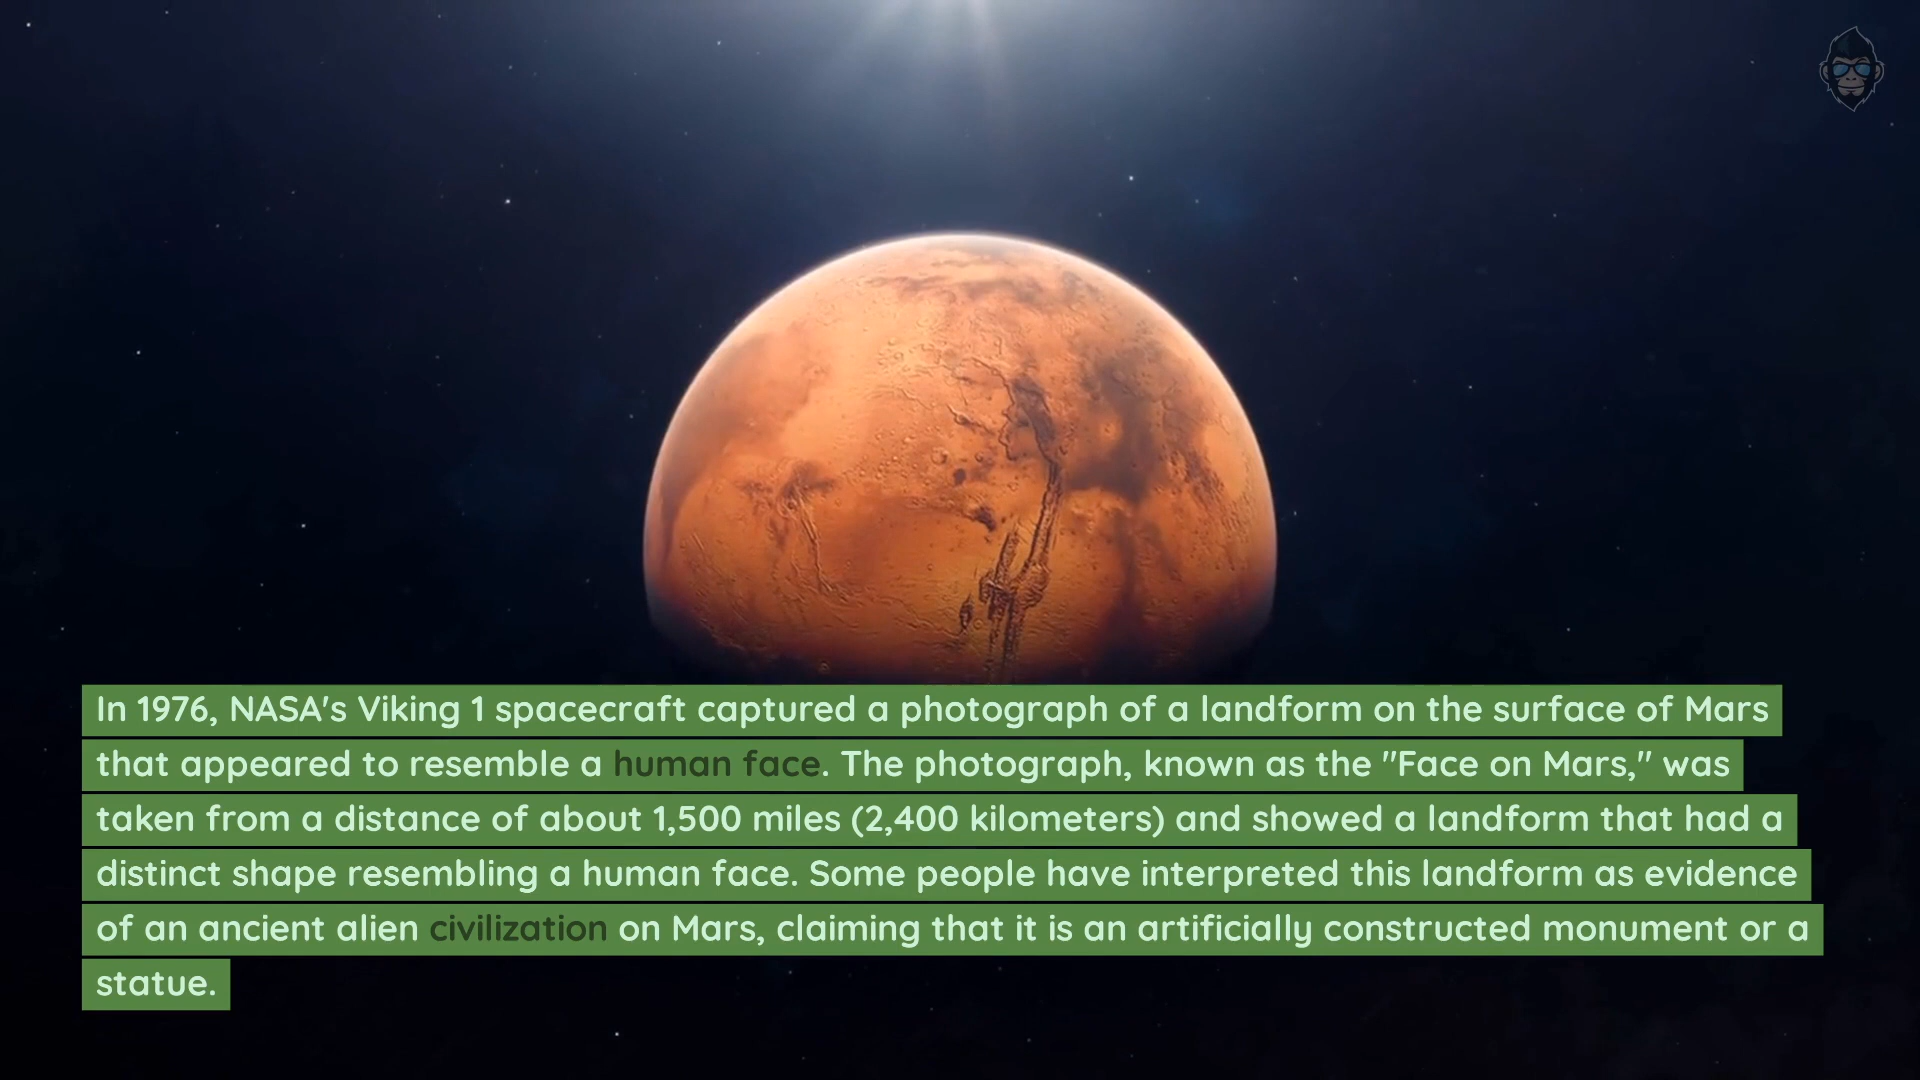 In 1976, NASA's Viking 1 spacecraft captured a photograph of a landform on the surface of Mars
that appeared to resemble a human face. The photograph, known as the "Face on Mars," was
taken from a distance of about 1,500 miles (2,400 kilometers) and showed a landform that had a
distinct shape resembling a human face. Some people have interpreted this landform as evidence
of an ancient alien civilization on Mars, claiming that it is an artificially constructed monument or a
statue.